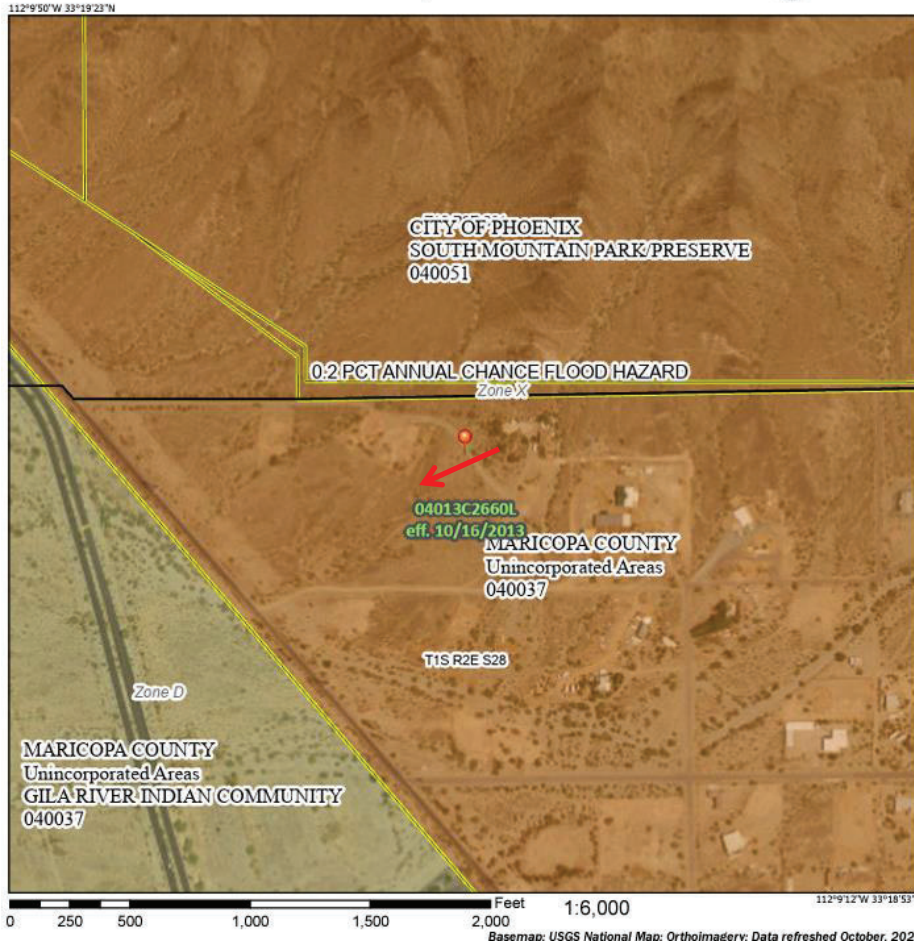 112°9'50"W 33°19'23"N
CITY OF PHOENIX
SOUTH MOUNTAIN PARK/PRESERVE
040051
0.2 PCT ANNUAL CHANCE FLOOD HAZARD
Zone X
04013C2660L
eff. 10/16/2013
MARICOPA COUNTY
Unincorporated Areas
040037
T1S R2E S28
Zone D
MARICOPA COUNTY
Unincorporated Areas
GILA RIVER INDIAN COMMUNITY
040037
Feet
1:6,000
112°9'12"W 33°18'53"
0 250 500 1,000 1,500 2,000
Basemap: USGS National Map: Orthoimagery: Data refreshed October, 202